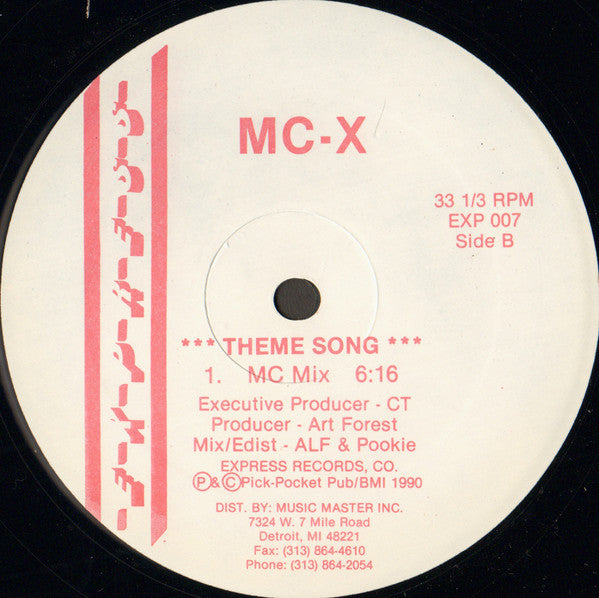 EXPRESS
MC-X
33 1/3 RPM
EXP 007
Side B
*** THEME SONG ***
1. MC Mix 6:16
Executive Producer - CT
Producer - Art Forest
Mix/Edist - ALF & Pookie
EXPRESS RECORDS, CO.
Ⓟ&ⒸPick-Pocket Pub/BMI 1990
DIST. BY: MUSIC MASTER INC.
7324 W. 7 Mile Road
Detroit, MI 48221
Fax: (313) 864-4610
Phone: (313) 864-2054